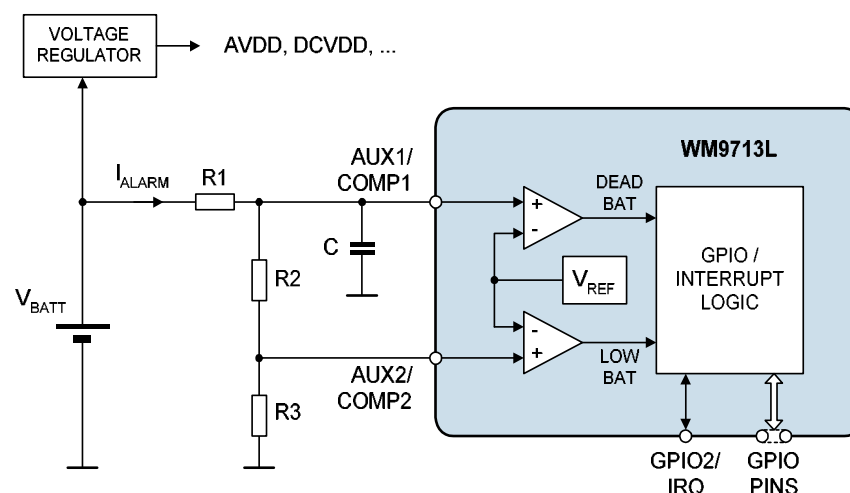 VOLTAGE
REGULATOR
AVDD, DCVDD, ...
WM9713L
AUX1/
COMP1
I_ALARM
R1
DEAD
BAT
+
-
C
R2
V_REF
GPIO /
INTERRUPT
LOGIC
V_BATT
-
+
LOW
BAT
AUX2/
COMP2
R3
GPIO2/
IRQ
GPIO
PINS